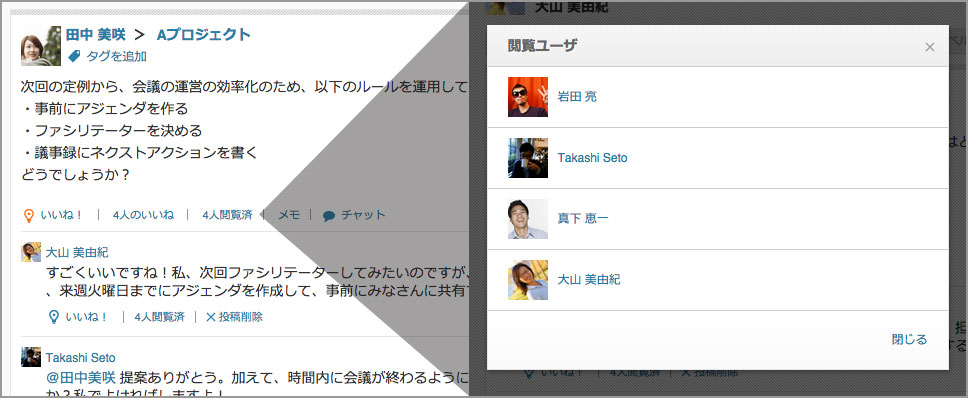 田中 美咲 > Aプロジェクト
タグを追加
次回の定例から、会議の運営の効率化のため、以下のルールを運用して
・事前にアジェンダを作る
・ファシリテーターを決める
・議事録にネクストアクションを書く
どうでしょうか？
いいね！ | 4人のいいね | 4人閲覧済 | メモ | チャット
大山 美由紀
すごくいいですね！私、次回ファシリテーターしてみたいのですが、
、来週火曜日までにアジェンダを作成して、事前にみなさんに共有
いいね！ | 4人閲覧済 | ×投稿削除
Takashi Seto
@田中美咲 提案ありがとう。加えて、時間内に会議が終わるように
か？私でよければしますよ！
大山 美由紀
閲覧ユーザ ×
岩田 亮
Takashi Seto
真下 恵一
大山 美由紀
閉じる
いいね！ | 4人閲覧済 | ×投稿削除